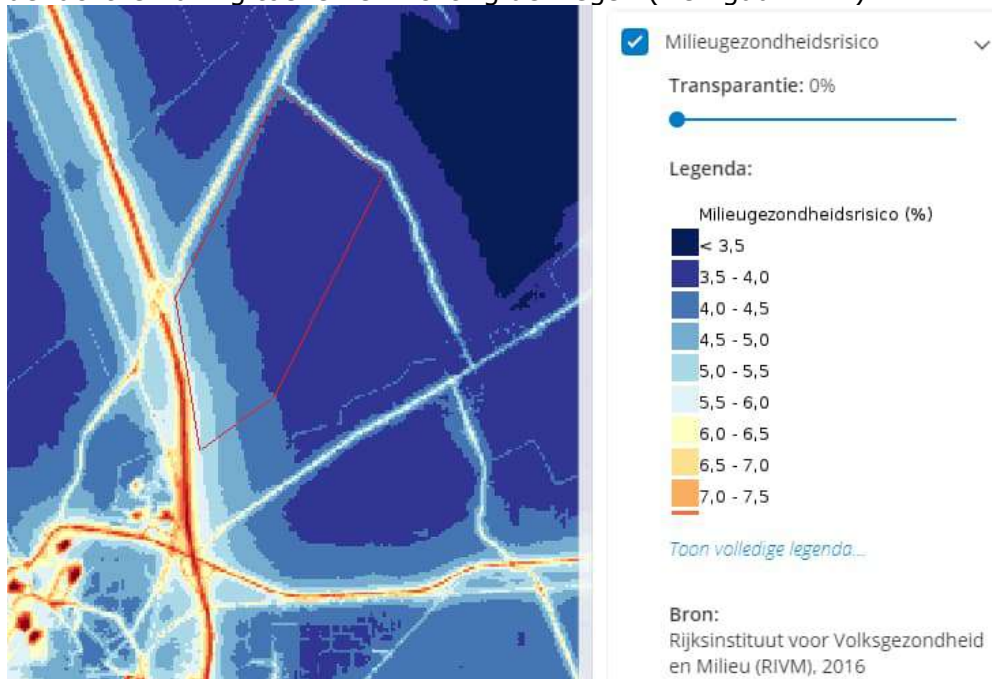 Milieugezondheidsrisico
Transparantie: 0%
Legenda:
Milieugezondheidsrisico (%)
< 3,5
3,5 - 4,0
4,0 - 4,5
4,5 - 5,0
5,0 - 5,5
5,5 - 6,0
6,0 - 6,5
6,5 - 7,0
7,0 - 7,5
Toon volledige legenda...
Bron:
Rijksinstituut voor Volksgezondheid
en Milieu (RIVM), 2016